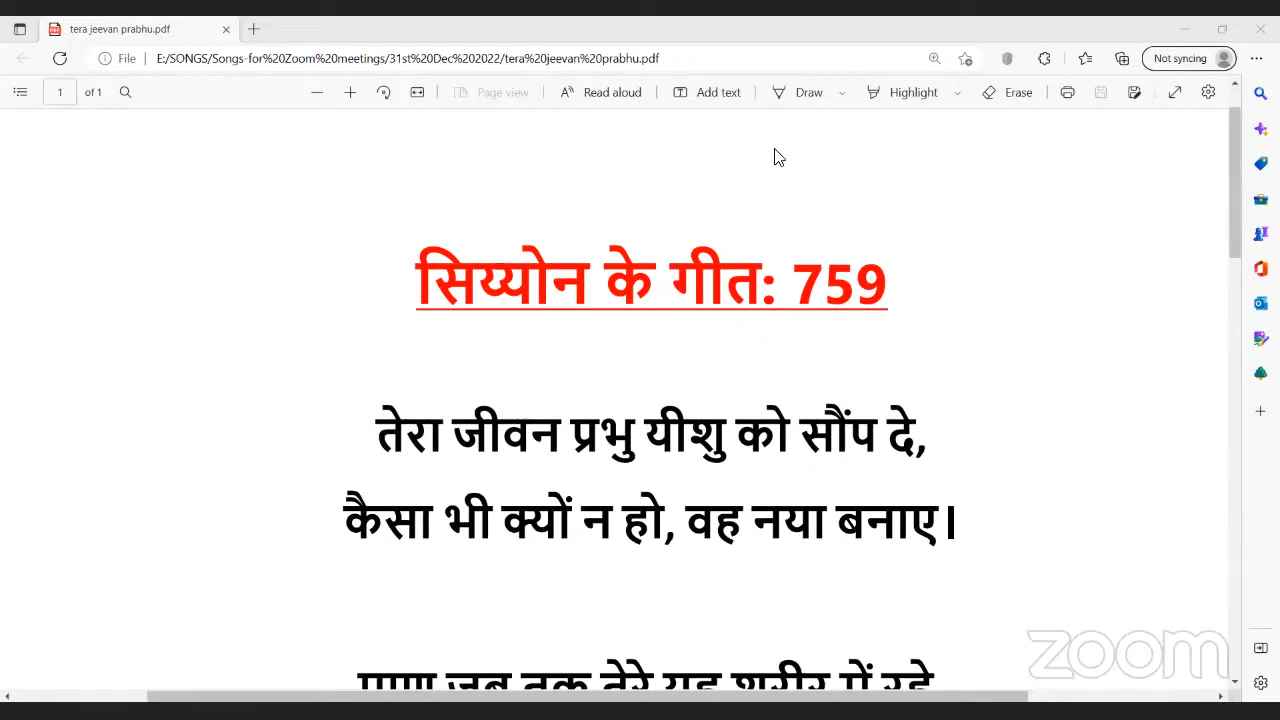 tera jeevan prabhu.pdf
File E:/SONGS/Songs-for%20Zoom%20meetings/31st%20Dec%202022/tera%20jeevan%20prabhu.pdf Not syncing
1 of 1 Page view Read aloud Add text Draw Highlight Erase
सिय्योन के गीत: 759
तेरा जीवन प्रभु यीशु को सौंप दे,
कैसा भी क्यों न हो, वह नया बनाए।
zoom